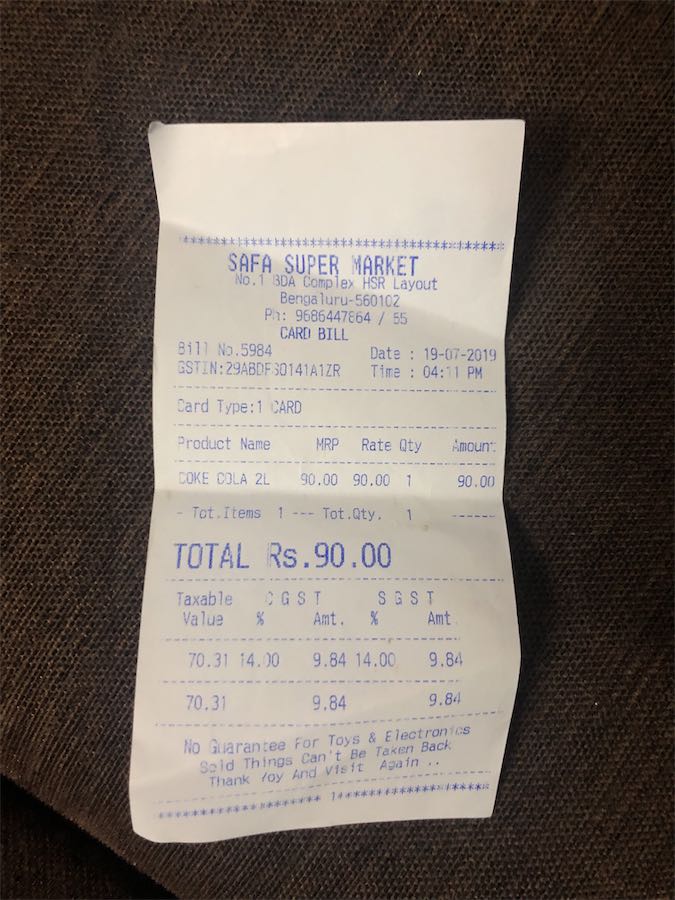 ****************************************
SAFA SUPER MARKET
No.1 BDA Complex HSR Layout
Bengaluru-560102
Ph: 9686447864 / 55
CARD BILL
Bill No.5984 Date : 19-07-2019
GSTIN:29ABDFS0141A1ZR Time : 04:11 PM
Card Type:1 CARD
Product Name MRP Rate Qty Amount
COKE COLA 2L 90.00 90.00 1 90.00
- Tot.Items 1 --- Tot.Qty. 1 ------
TOTAL Rs.90.00
Taxable C G S T S G S T
Value % Amt. % Amt
70.31 14.00 9.84 14.00 9.84
70.31 9.84 9.84
No Guarantee For Toys & Electronics
Sold Things Can't Be Taken Back
Thank Yoy And Visit Again ..
******************** 1******************